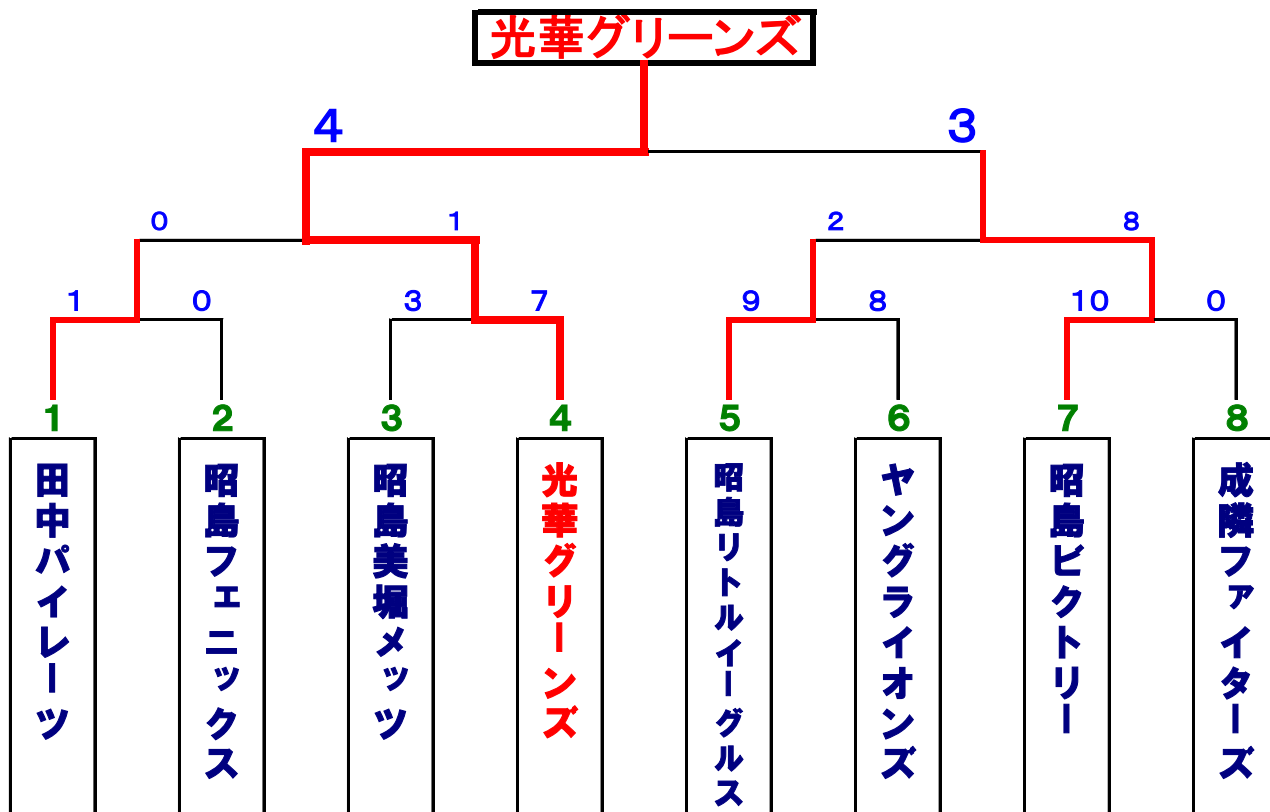 光華グリーンズ
4 3
0 1 2 8
1 0 3 7 9 8 10 0
1 2 3 4 5 6 7 8
田中パイレーツ
昭島フェニックス
昭島美堀メッツ
光華グリーンズ
昭島リトルイーグルス
ヤングライオンズ
昭島ビクトリー
成隣ファイターズ